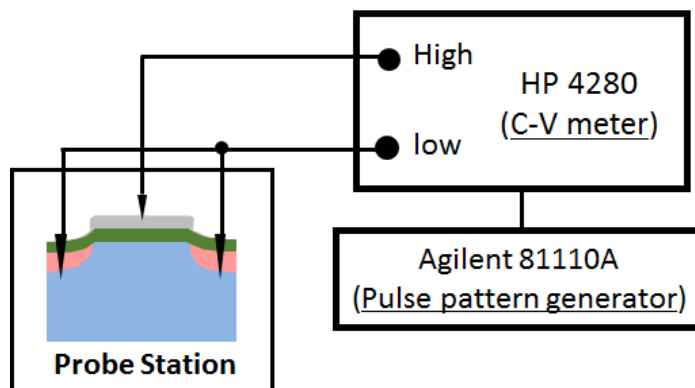 High
HP 4280
(C-V meter)
low
Agilent 81110A
(Pulse pattern generator)
Probe Station